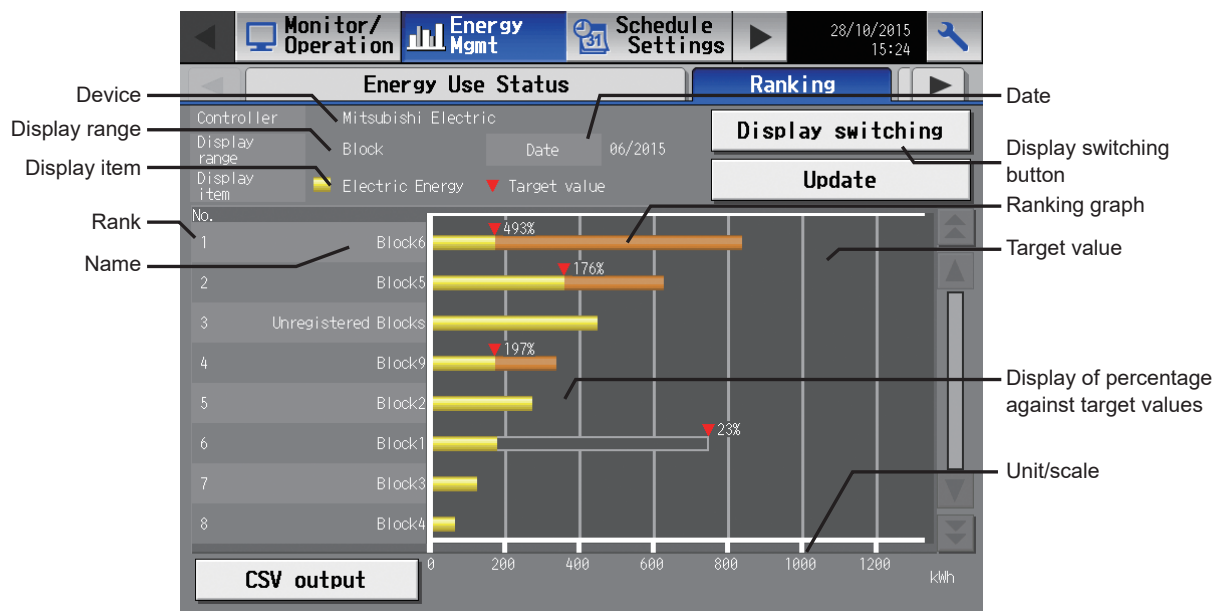 Monitor/
Operation
Energy
Mgmt
31
Schedule
Settings
28/10/2015
15:24
Energy Use Status
Ranking
Device
Display range
Display item
Rank
Name
Controller
Mitsubishi Electric
Display
range
Block
Date
06/2015
Display
item
Electric Energy
Target value
Display switching
Update
Date
Display switching
button
Ranking graph
Target value
Display of percentage
against target values
Unit/scale
No.
1
Block6
493%
2
Block5
176%
3
Unregistered Blocks
4
Block9
197%
5
Block2
6
Block1
23%
7
Block3
8
Block4
0
200
400
600
800
1000
1200
kWh
CSV output